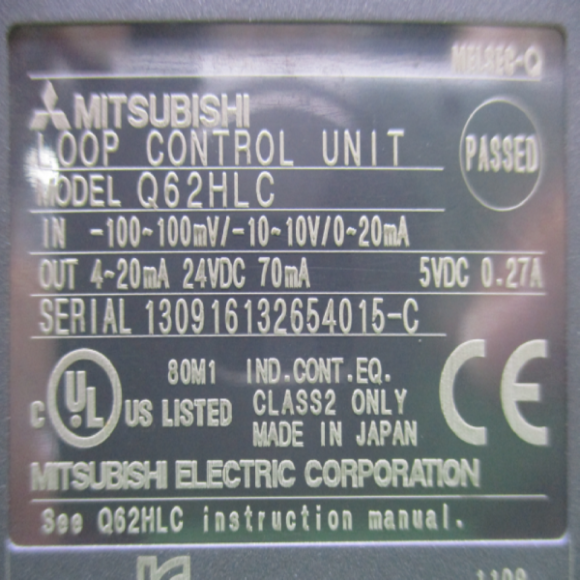 MELSEC-Q
MITSUBISHI
LOOP CONTROL UNIT
PASSED
MODEL Q62HLC
IN -100~100mV/-10~10V/0~20mA
OUT 4~20mA 24VDC 70mA 5VDC 0.27A
SERIAL 130916132654015-C
C UL US LISTED
80M1 IND.CONT.EQ.
CLASS2 ONLY
MADE IN JAPAN
CE
MITSUBISHI ELECTRIC CORPORATION
See Q62HLC instruction manual.